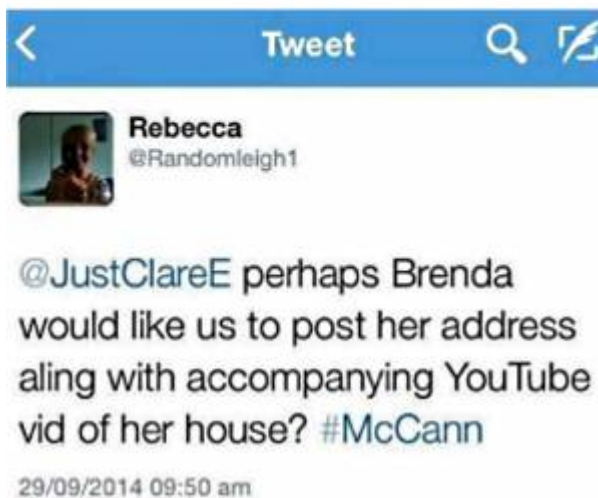 Tweet
Rebecca
@Randomleigh1
@JustClareE perhaps Brenda
would like us to post her address
aling with accompanying YouTube
vid of her house? #McCann
29/09/2014 09:50 am